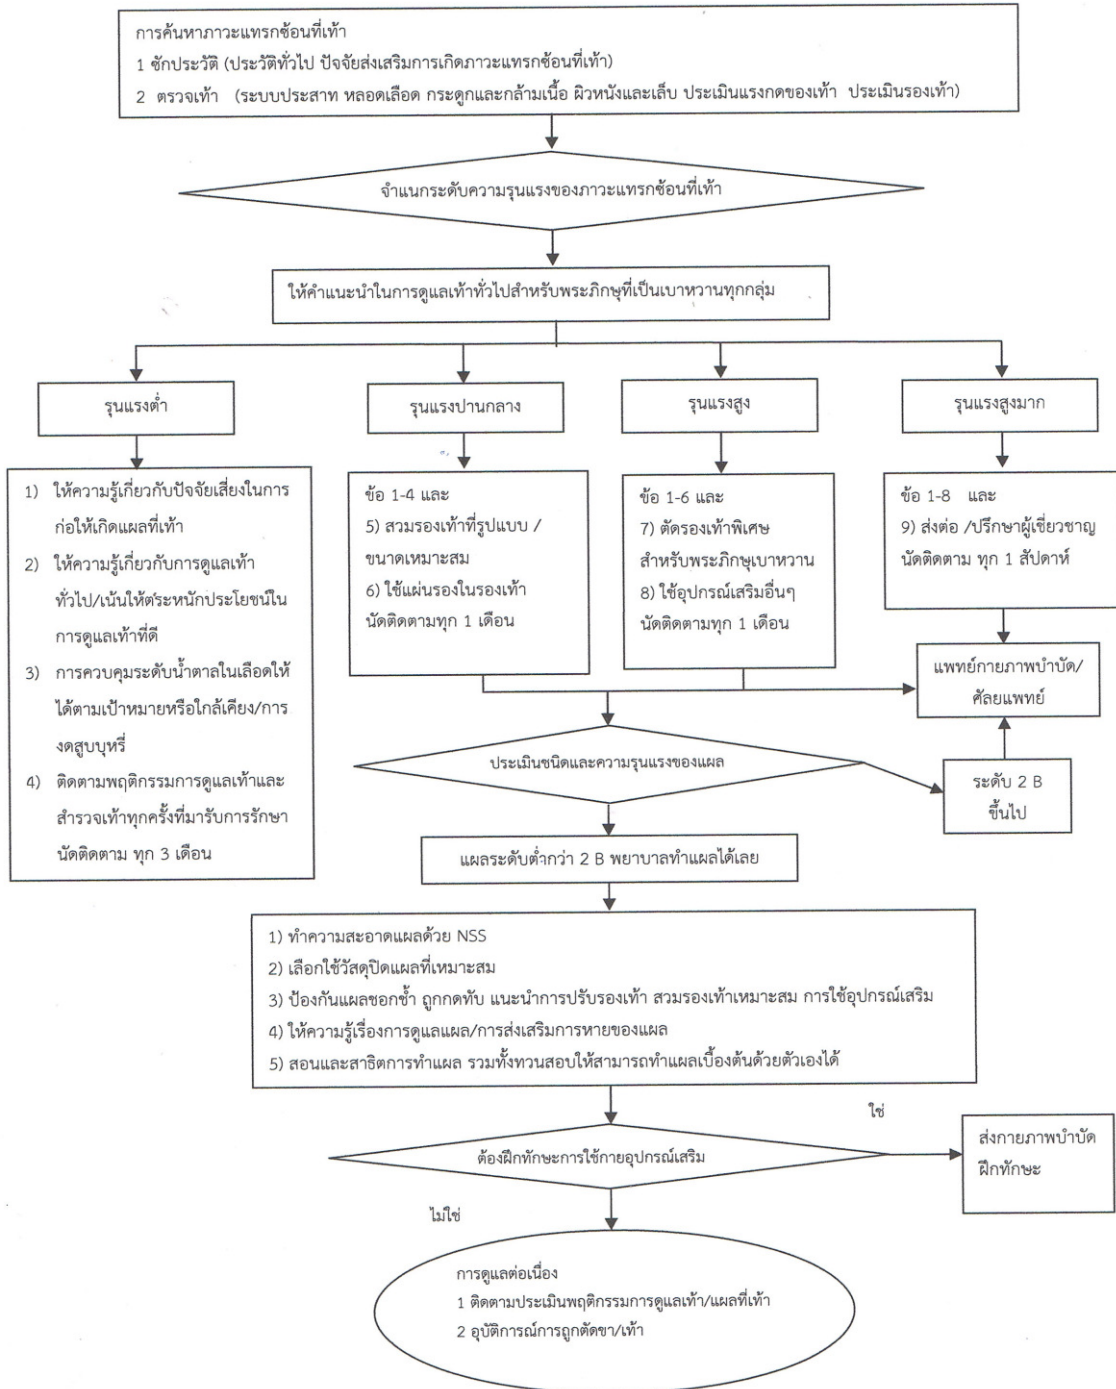 การค้นหาภาวะแทรกซ้อนที่เท้า
1 ซักประวัติ (ประวัติทั่วไป ปัจจัยส่งเสริมการเกิดภาวะแทรกซ้อนที่เท้า)
2 ตรวจเท้า (ระบบประสาท หลอดเลือด กระดูกและกล้ามเนื้อ ผิวหนังและเล็บ ประเมินแรงกดของเท้า ประเมินรองเท้า)
จำแนกระดับความรุนแรงของภาวะแทรกซ้อนที่เท้า
ให้คำแนะนำในการดูแลเท้าทั่วไปสำหรับพระภิกษุที่เป็นเบาหวานทุกกลุ่ม
รุนแรงต่ำ
รุนแรงปานกลาง
รุนแรงสูง
รุนแรงสูงมาก
1) ให้ความรู้เกี่ยวกับปัจจัยเสี่ยงในการ
ก่อให้เกิดแผลที่เท้า
2) ให้ความรู้เกี่ยวกับการดูแลเท้า
ทั่วไป/เน้นให้ตระหนักประโยชน์ใน
การดูแลเท้าที่ดี
3) การควบคุมระดับน้ำตาลในเลือดให้
ได้ตามเป้าหมายหรือใกล้เคียง/การ
งดสูบบุหรี่
4) ติดตามพฤติกรรมการดูแลเท้าและ
สำรวจเท้าทุกครั้งที่มารับการรักษา
นัดติดตาม ทุก 3 เดือน
ข้อ 1-4 และ
5) สวมรองเท้าที่รูปแบบ /
ขนาดเหมาะสม
6) ใช้แผ่นรองในรองเท้า
นัดติดตามทุก 1 เดือน
ข้อ 1-6 และ
7) ตัดรองเท้าพิเศษ
สำหรับพระภิกษุเบาหวาน
8) ใช้อุปกรณ์เสริมอื่นๆ
นัดติดตามทุก 1 เดือน
ข้อ 1-8 และ
9) ส่งต่อ /ปรึกษาผู้เชี่ยวชาญ
นัดติดตาม ทุก 1 สัปดาห์
แพทย์กายภาพบำบัด/
ศัลยแพทย์
ประเมินชนิดและความรุนแรงของแผล
ระดับ 2 B
ขึ้นไป
แผลระดับต่ำกว่า 2 B พยาบาลทำแผลได้เลย
1) ทำความสะอาดแผลด้วย NSS
2) เลือกใช้วัสดุปิดแผลที่เหมาะสม
3) ป้องกันแผลชอกช้ำ ถูกกดทับ แนะนำการปรับรองเท้า สวมรองเท้าเหมาะสม การใช้อุปกรณ์เสริม
4) ให้ความรู้เรื่องการดูแลแผล/การส่งเสริมการหายของแผล
5) สอนและสาธิตการทำแผล รวมทั้งทวนสอบให้สามารถทำแผลเบื้องต้นด้วยตัวเองได้
ใช่
ต้องฝึกทักษะการใช้กายอุปกรณ์เสริม
ส่งกายภาพบำบัด
ฝึกทักษะ
ไม่ใช่
การดูแลต่อเนื่อง
1 ติดตามประเมินพฤติกรรมการดูแลเท้า/แผลที่เท้า
2 อุบัติการณ์การถูกตัดขา/เท้า